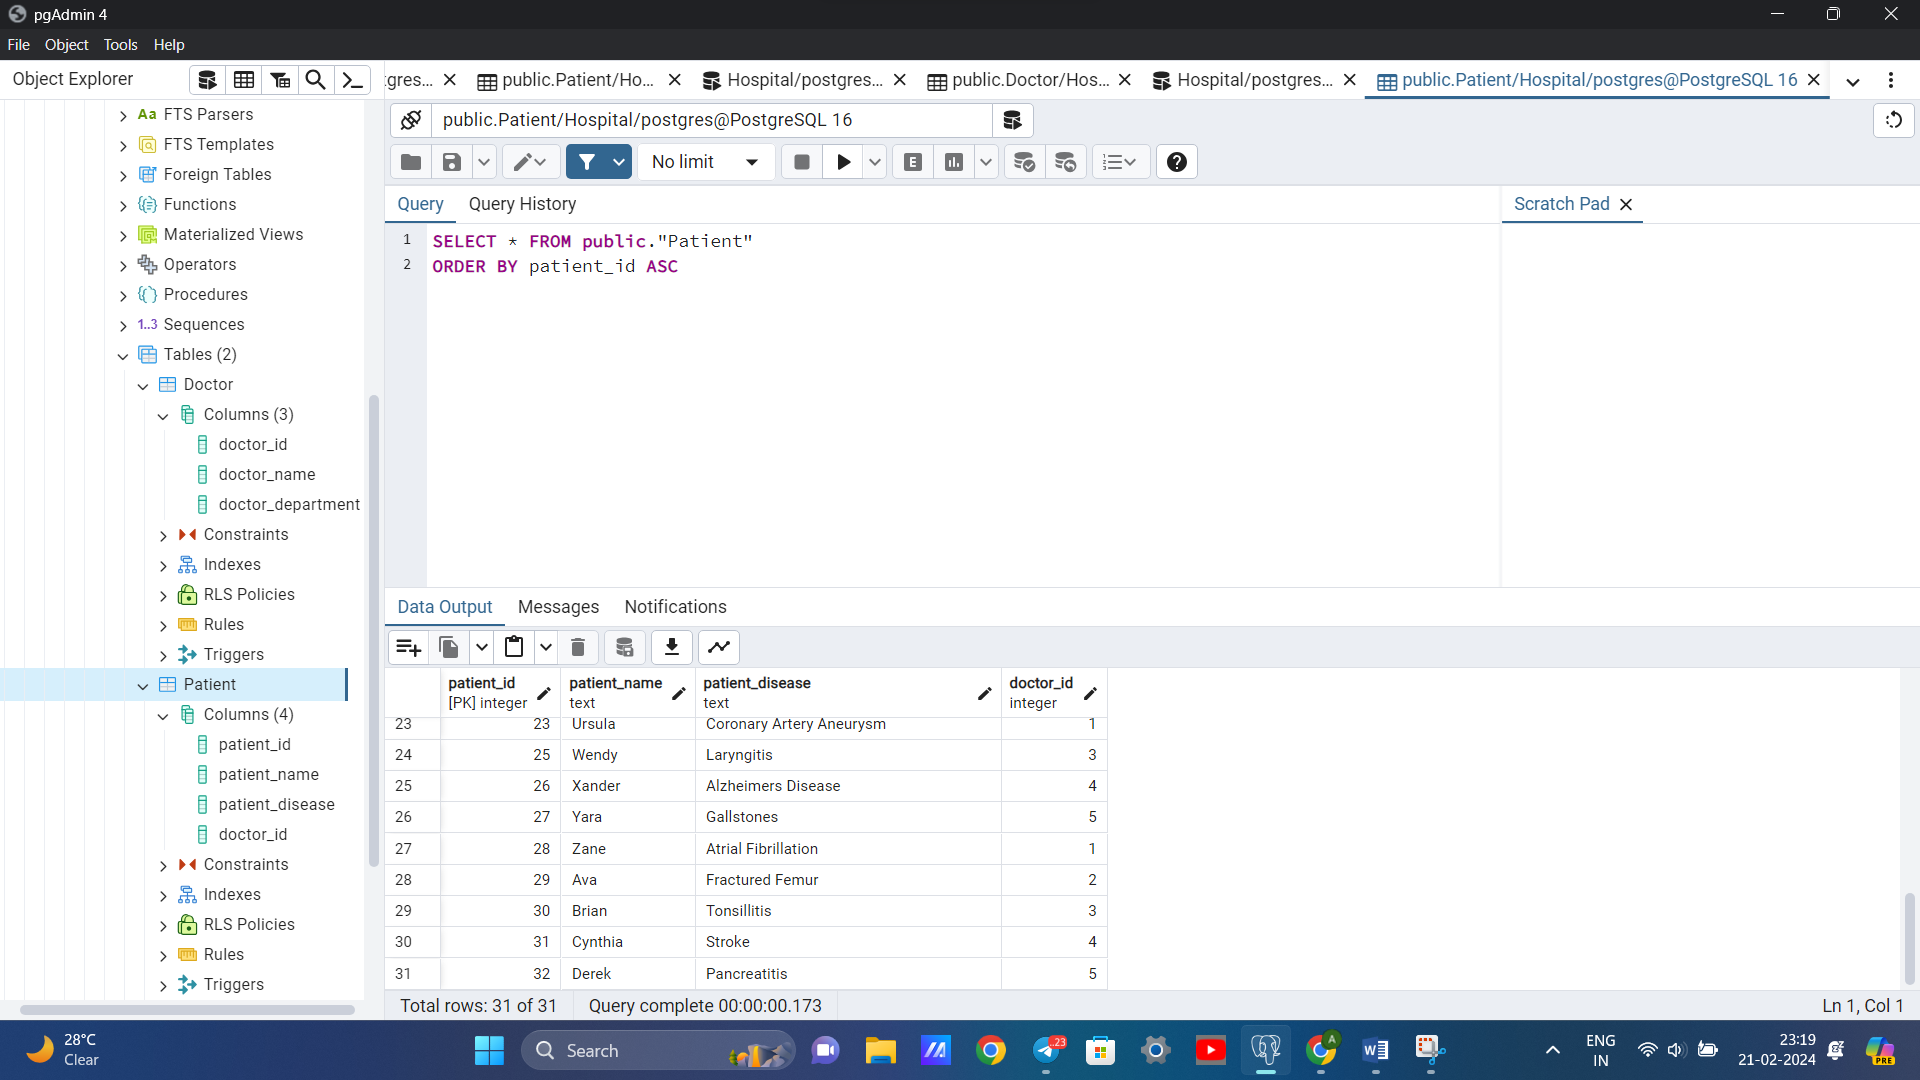 pgAdmin 4
File Object Tools Help
Object Explorer
gres...
public.Patient/Ho...
Hospital/postgres...
public.Doctor/Hos...
Hospital/postgres...
public.Patient/Hospital/postgres@PostgreSQL 16
public.Patient/Hospital/postgres@PostgreSQL 16
No limit
E
Query Query History
Scratch Pad
1 SELECT * FROM public."Patient"
2 ORDER BY patient_id ASC
Aa FTS Parsers
FTS Templates
Foreign Tables
Functions
Materialized Views
Operators
Procedures
1..3 Sequences
Tables (2)
Doctor
Columns (3)
doctor_id
doctor_name
doctor_department
Constraints
Indexes
RLS Policies
Rules
Triggers
Patient
Columns (4)
patient_id
patient_name
patient_disease
doctor_id
Constraints
Indexes
RLS Policies
Rules
Triggers
Data Output Messages Notifications
patient_id patient_name patient_disease doctor_id
[PK] integer text text integer
23 23 Ursula Coronary Artery Aneurysm 1
24 25 Wendy Laryngitis 3
25 26 Xander Alzheimers Disease 4
26 27 Yara Gallstones 5
27 28 Zane Atrial Fibrillation 1
28 29 Ava Fractured Femur 2
29 30 Brian Tonsillitis 3
30 31 Cynthia Stroke 4
31 32 Derek Pancreatitis 5
Total rows: 31 of 31 Query complete 00:00:00.173 Ln 1, Col 1
28°C
Clear
Search
..23
A
W
PRE
ENG
IN
23:19
21-02-2024